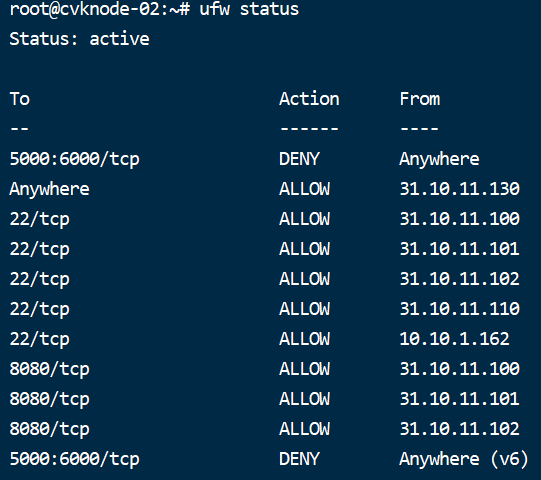 root@cvknode-02:~# ufw status
Status: active
To Action From
-- ------ ----
5000:6000/tcp DENY Anywhere
Anywhere ALLOW 31.10.11.130
22/tcp ALLOW 31.10.11.100
22/tcp ALLOW 31.10.11.101
22/tcp ALLOW 31.10.11.102
22/tcp ALLOW 31.10.11.110
22/tcp ALLOW 10.10.1.162
8080/tcp ALLOW 31.10.11.100
8080/tcp ALLOW 31.10.11.101
8080/tcp ALLOW 31.10.11.102
5000:6000/tcp DENY Anywhere (v6)